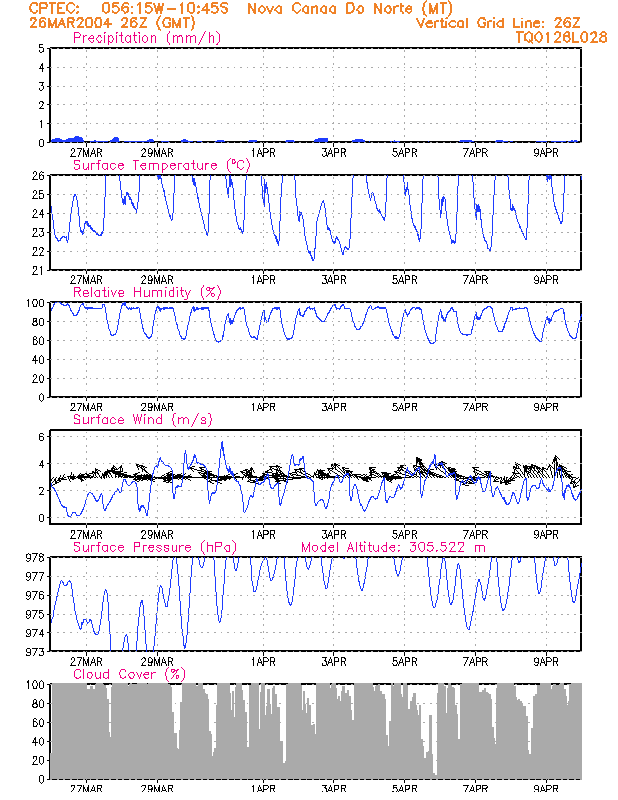 CPTEC: 056:15W-10:45S Nova Canaa Do Norte (MT)
26MAR2004 26Z (GMT) Vertical Grid Line: 26Z
Precipitation (mm/h) TQ0126L028
5
4
3
2
1
0
27MAR 29MAR 1APR 3APR 5APR 7APR 9APR
Surface Temperature (°C)
26
25
24
23
22
21
27MAR 29MAR 1APR 3APR 5APR 7APR 9APR
Relative Humidity (%)
100
80
60
40
20
0
27MAR 29MAR 1APR 3APR 5APR 7APR 9APR
Surface Wind (m/s)
6
4
2
0
27MAR 29MAR 1APR 3APR 5APR 7APR 9APR
Surface Pressure (hPa) Model Altitude: 305.522 m
978
977
976
975
974
973
27MAR 29MAR 1APR 3APR 5APR 7APR 9APR
Cloud Cover (%)
100
80
60
40
20
0
27MAR 29MAR 1APR 3APR 5APR 7APR 9APR